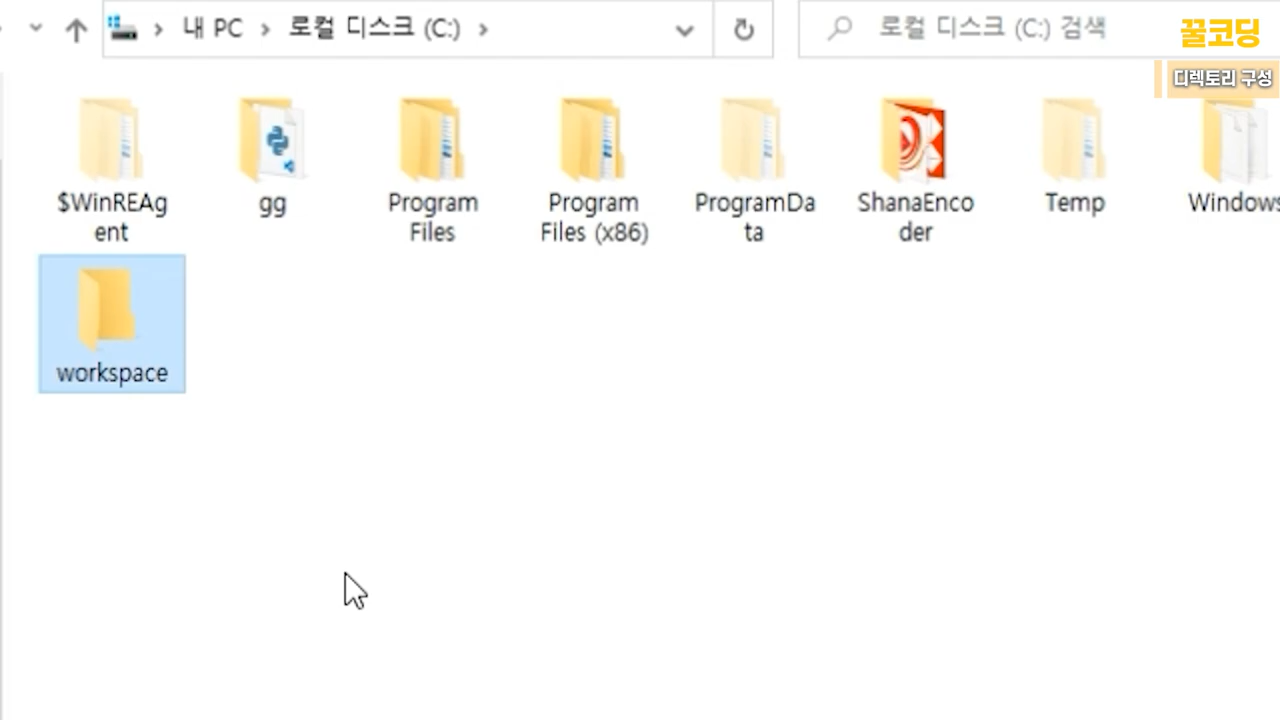 내 PC > 로컬 디스크 (C:) >
로컬 디스크 (C:) 검색
꿀코딩
디렉토리 구성
$WinREAg
ent
gg
Program
Files
Program
Files (x86)
ProgramDa
ta
ShanaEnco
der
Temp
Windows
workspace